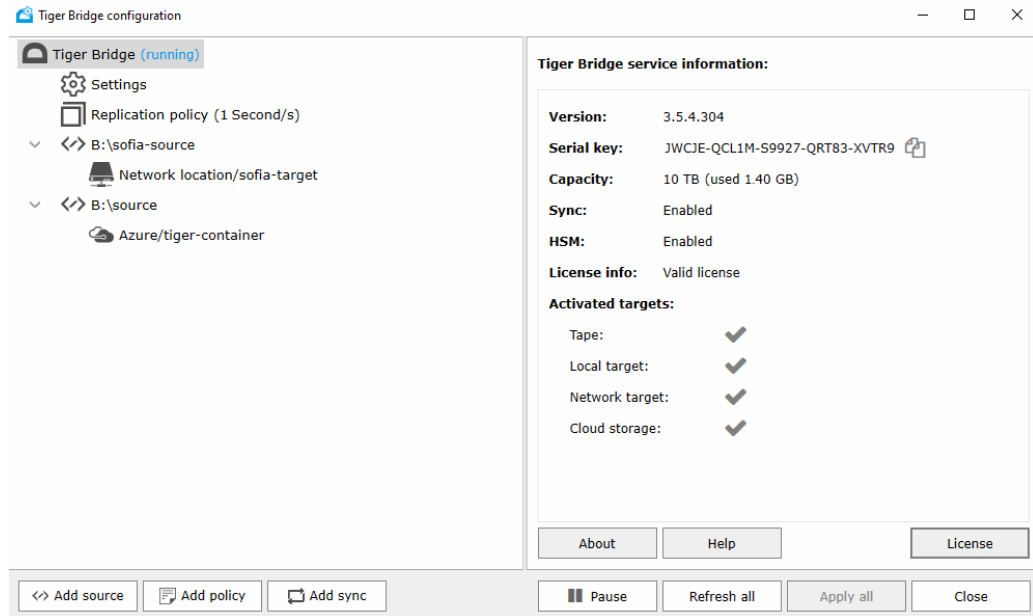 Tiger Bridge configuration
Tiger Bridge (running)
Settings
Replication policy (1 Second/s)
B:\sofia-source
Network location/sofia-target
B:\source
Azure/tiger-container
Tiger Bridge service information:
Version: 3.5.4.304
Serial key: JWCJE-QCL1M-S9927-QRT83-XVTR9
Capacity: 10 TB (used 1.40 GB)
Sync: Enabled
HSM: Enabled
License info: Valid license
Activated targets:
Tape:
Local target:
Network target:
Cloud storage:
About Help License
Add source Add policy Add sync Pause Refresh all Apply all Close